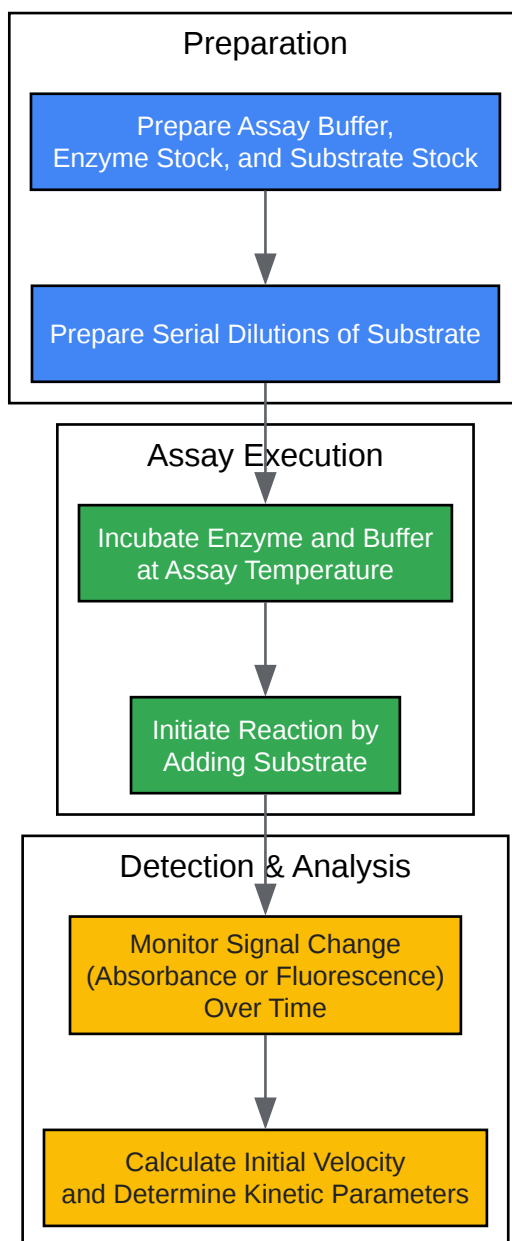 Preparation
Prepare Assay Buffer,
Enzyme Stock, and Substrate Stock
Prepare Serial Dilutions of Substrate
Assay Execution
Incubate Enzyme and Buffer
at Assay Temperature
Initiate Reaction by
Adding Substrate
Detection & Analysis
Monitor Signal Change
(Absorbance or Fluorescence)
Over Time
Calculate Initial Velocity
and Determine Kinetic Parameters